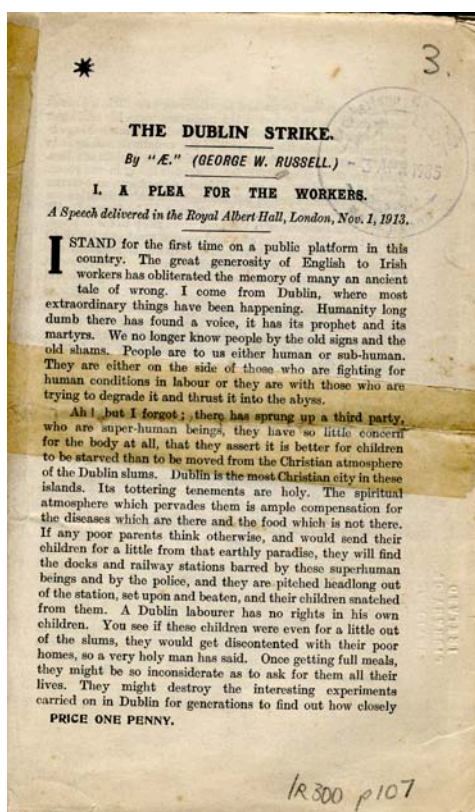 3.
THE DUBLIN STRIKE.
By "Æ." (GEORGE W. RUSSELL.)
I. A PLEA FOR THE WORKERS.
A Speech delivered in the Royal Albert Hall, London, Nov. 1, 1913.
I STAND for the first time on a public platform in this
country. The great generosity of English to Irish
workers has obliterated the memory of many an ancient
tale of wrong. I come from Dublin, where most
extraordinary things have been happening. Humanity long
dumb there has found a voice, it has its prophet and its
martyrs. We no longer know people by the old signs and the
old shams. People are to us either human or sub-human.
They are either on the side of those who are fighting for
human conditions in labour or they are with those who are
trying to degrade it and thrust it into the abyss.
Ah! but I forgot; there has sprung up a third party,
who are super-human beings, they have so little concern
for the body at all, that they assert it is better for children
to be starved than to be moved from the Christian atmosphere
of the Dublin slums. Dublin is the most Christian city in these
islands. Its tottering tenements are holy. The spiritual
atmosphere which pervades them is ample compensation for
the diseases which are there and the food which is not there.
If any poor parents think otherwise, and would send their
children for a little from that earthly paradise, they will find
the docks and railway stations barred by these superhuman
beings and by the police, and they are pitched headlong out
of the station, set upon and beaten, and their children snatched
from them. A Dublin labourer has no rights in his own
children. You see if these children were even for a little out
of the slums, they would get discontented with their poor
homes, so a very holy man has said. Once getting full meals,
they might be so inconsiderate as to ask for them all their
lives. They might destroy the interesting experiments
carried on in Dublin for generations to find out how closely
PRICE ONE PENNY.
IR300 p107